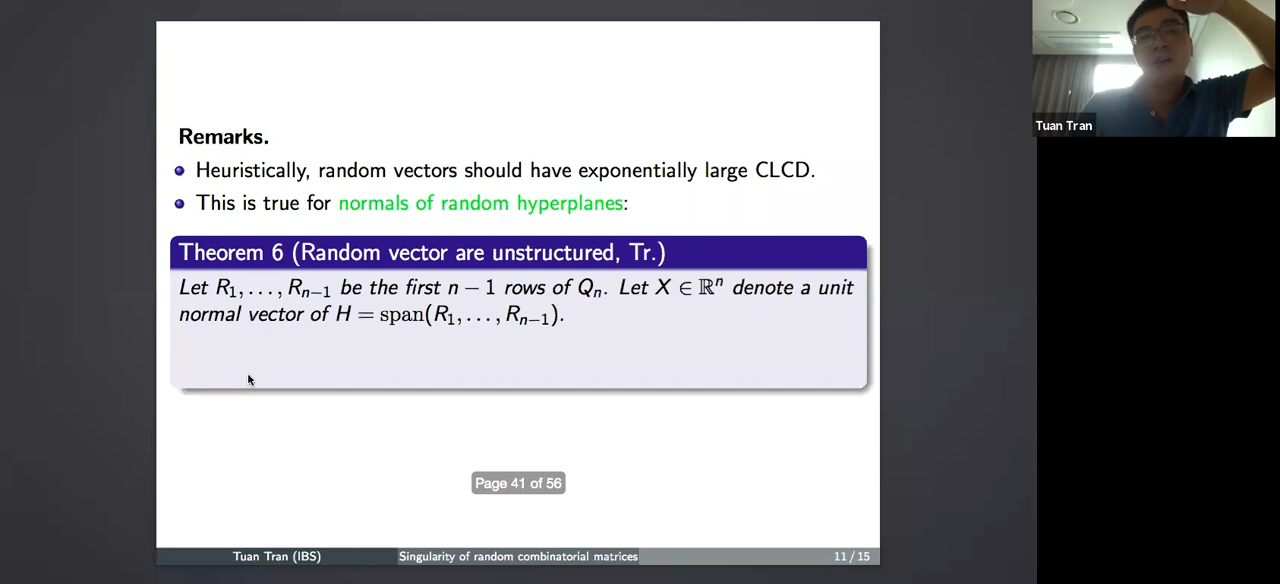 Remarks.
Heuristically, random vectors should have exponentially large CLCD.
This is true for normals of random hyperplanes:
Theorem 6 (Random vector are unstructured, Tr.)
Let R₁, . . . , Rₙ₋₁ be the first n − 1 rows of Qₙ. Let X ∈ ℝⁿ denote a unit
normal vector of H = span(R₁, . . . , Rₙ₋₁).
Page 41 of 56
Tuan Tran (IBS) Singularity of random combinatorial matrices 11 / 15
Tuan Tran